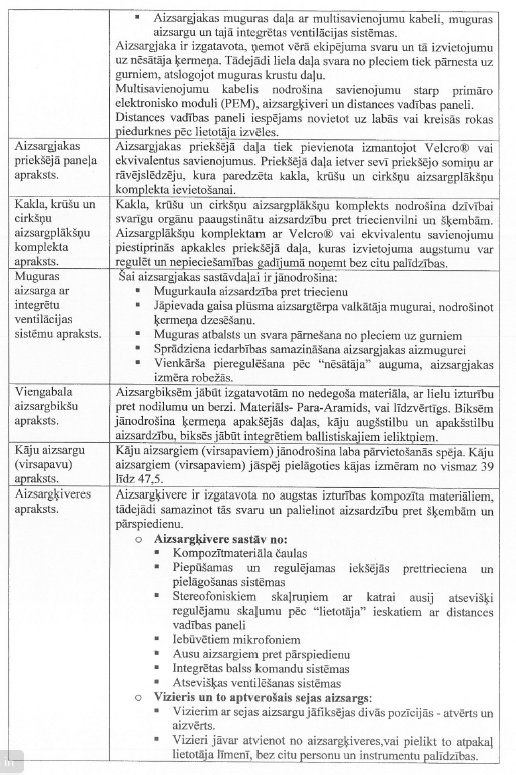 ▪ Aizsargjakas muguras daļa ar multisavienojumu kabeli, muguras
aizsargu un tajā integrētas ventilācijas sistēmas.
Aizsargjaka ir izgatavota, ņemot vērā ekipējuma svaru un tā izvietojumu
uz nēsātāja ķermeņa. Tādējādi liela daļa svara no pleciem tiek pārnesta uz
gurniem, atslogojot muguras krustu daļu.
Multisavienojumu kabelis nodrošina savienojumu starp primāro
elektronisko moduli (PEM), aizsargķiveri un distances vadības paneli.
Distances vadības paneli iespējams novietot uz labās vai kreisās rokas
piedurknes pēc lietotāja izvēles.
Aizsargjakas
priekšējā paneļa
apraksts.
Aizsargjakas priekšējā daļa tiek pievienota izmantojot Velcro® vai
ekvivalentus savienojumus. Priekšējā daļa ietver sevī priekšējo somiņu ar
rāvējslēdzēju, kura paredzēta kakla, krūšu un cirkšņu aizsargplākšņu
komplekta ievietošanai.
Kakla, krūšu un
cirkšņu
aizsargplākšņu
komplekta
apraksts.
Kakla, krūšu un cirkšņu aizsargplākšņu komplekts nodrošina dzīvībai
svarīgu orgānu paaugstinātu aizsardzību pret triecienvilni un šķembām.
Aizsargplākšņu komplektam ar Velcro® vai ekvivalentu savienojumu
piestiprinās apkakles priekšējā daļa, kuras izvietojuma augstumu var
regulēt un nepieciešamības gadījumā noņemt bez citu palīdzības.
Muguras
aizsarga ar
integrētu
ventilācijas
sistēmu apraksts.
Šai aizsargjakas sastāvdaļai ir jānodrošina:
▪ Mugurkaula aizsardzība pret triecienu
▪ Jāpievada gaisa plūsma aizsargtērpa valkātāja mugurai, nodrošinot
ķermeņa dzesēšanu.
▪ Muguras atbalsts un svara pārnešana no pleciem uz gurniem
▪ Sprādziena iedarbības samazināšana aizsargjakas aizmugurei
▪ Vienkārša pieregulēšana pēc “nēsātāja” auguma, aizsargjakas
izmēra robežās.
Viengabala
aizsargbikšu
apraksts.
Aizsargbiksēm jābūt izgatavotām no nedegoša materiāla, ar lielu izturību
pret nodilumu un berzi. Materiāls- Para-Aramids, vai līdzvērtīgs. Biksēm
jānodrošina ķermeņa apakšējās daļas, kāju augšstilbu un apakšstilbu
aizsardzību, biksēs jābūt integrētiem ballistiskajiem ieliktņiem.
Kāju aizsargu
(virsapavu)
apraksts.
Kāju aizsargiem (virsapaviem) jānodrošina laba pārvietošanās spēja. Kāju
aizsargiem (virsapaviem) jāspēj pielāgoties kājas izmēram no vismaz 39
līdz 47,5.
Aizsargķiveres
apraksts.
Aizsargķivere ir izgatavota no augstas izturības kompozīta materiāliem,
tādejādi samazinot tās svaru un palielinot aizsardzību pret šķembām un
pārspiedienu.
o Aizsargķivere sastāv no:
▪ Kompozītmateriāla čaulas
▪ Piepūšamas un regulējamas iekšējās prettrieciena un
pielāgošanas sistēmas
▪ Stereofoniskiem skaļruņiem ar katrai ausij atsevišķi
regulējamu skaļumu pēc “lietotāja” ieskatiem ar distances
vadības paneli
▪ Iebūvētiem mikrofoniem
▪ Ausu aizsargiem pret pārspiedienu
▪ Integrētas balss komandu sistēmas
▪ Atsevišķas ventilēšanas sistēmas
o Vizieris un to aptverošais sejas aizsargs:
▪ Vizierim ar sejas aizsargu jāfiksējas divās pozīcijās - atvērts un
aizvērts.
▪ Vizieri jāvar atvienot no aizsargķiveres,vai pielikt to atpakaļ
lietotāja līmenī, bez citu personu un instrumentu palīdzības.
in